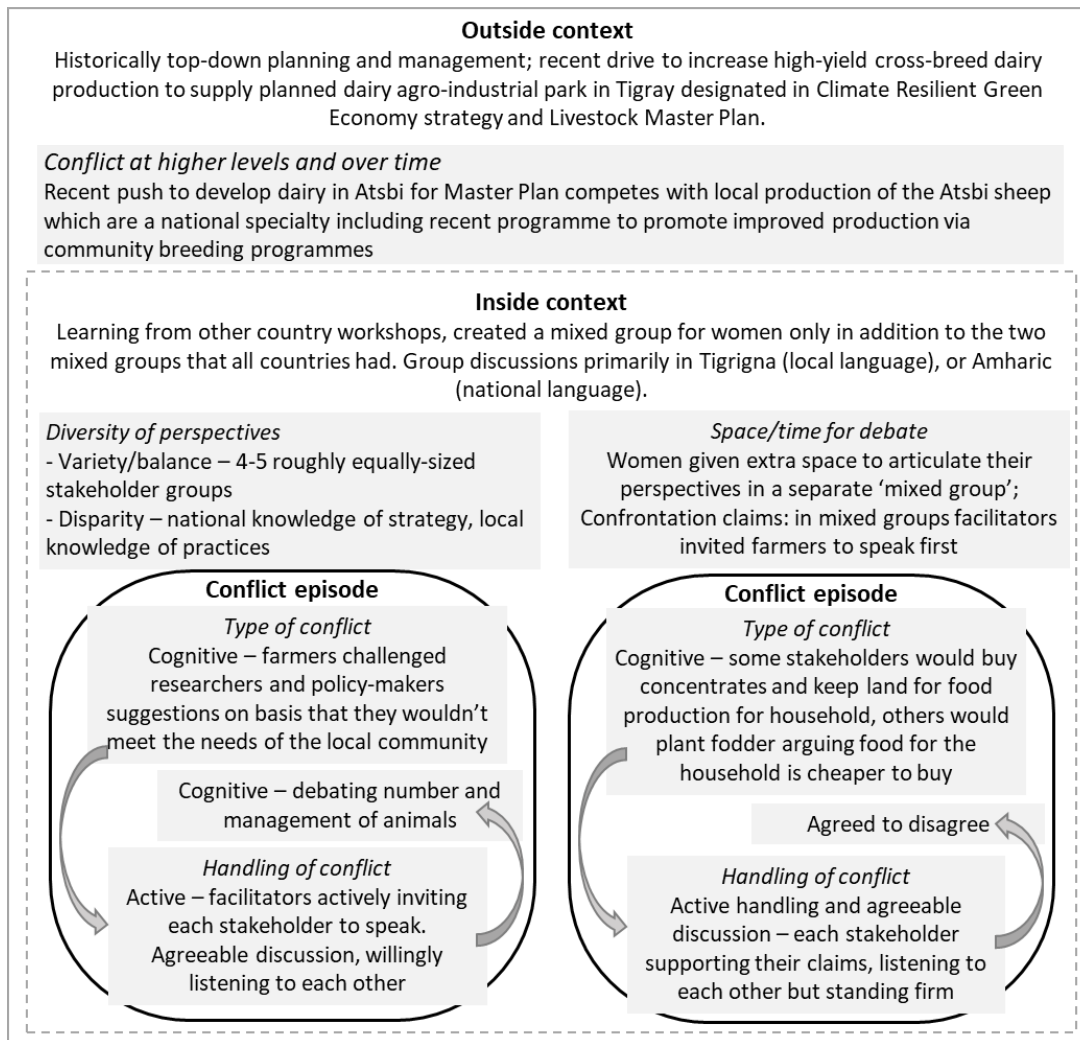 Outside context
Historically top-down planning and management; recent drive to increase high-yield cross-breed dairy
production to supply planned dairy agro-industrial park in Tigray designated in Climate Resilient Green
Economy strategy and Livestock Master Plan.
Conflict at higher levels and over time
Recent push to develop dairy in Atsbi for Master Plan competes with local production of the Atsbi sheep
which are a national specialty including recent programme to promote improved production via
community breeding programmes
Inside context
Learning from other country workshops, created a mixed group for women only in addition to the two
mixed groups that all countries had. Group discussions primarily in Tigrigna (local language), or Amharic
(national language).
Diversity of perspectives
- Variety/balance – 4-5 roughly equally-sized
stakeholder groups
- Disparity – national knowledge of strategy, local
knowledge of practices
Space/time for debate
Women given extra space to articulate their
perspectives in a separate ‘mixed group’;
Confrontation claims: in mixed groups facilitators
invited farmers to speak first
Conflict episode
Type of conflict
Cognitive – farmers challenged
researchers and policy-makers
suggestions on basis that they wouldn’t
meet the needs of the local community
Cognitive – debating number and
management of animals
Handling of conflict
Active – facilitators actively inviting
each stakeholder to speak.
Agreeable discussion, willingly
listening to each other
Conflict episode
Type of conflict
Cognitive – some stakeholders would buy
concentrates and keep land for food
production for household, others would
plant fodder arguing food for the
household is cheaper to buy
Agreed to disagree
Handling of conflict
Active handling and agreeable
discussion – each stakeholder
supporting their claims, listening to
each other but standing firm